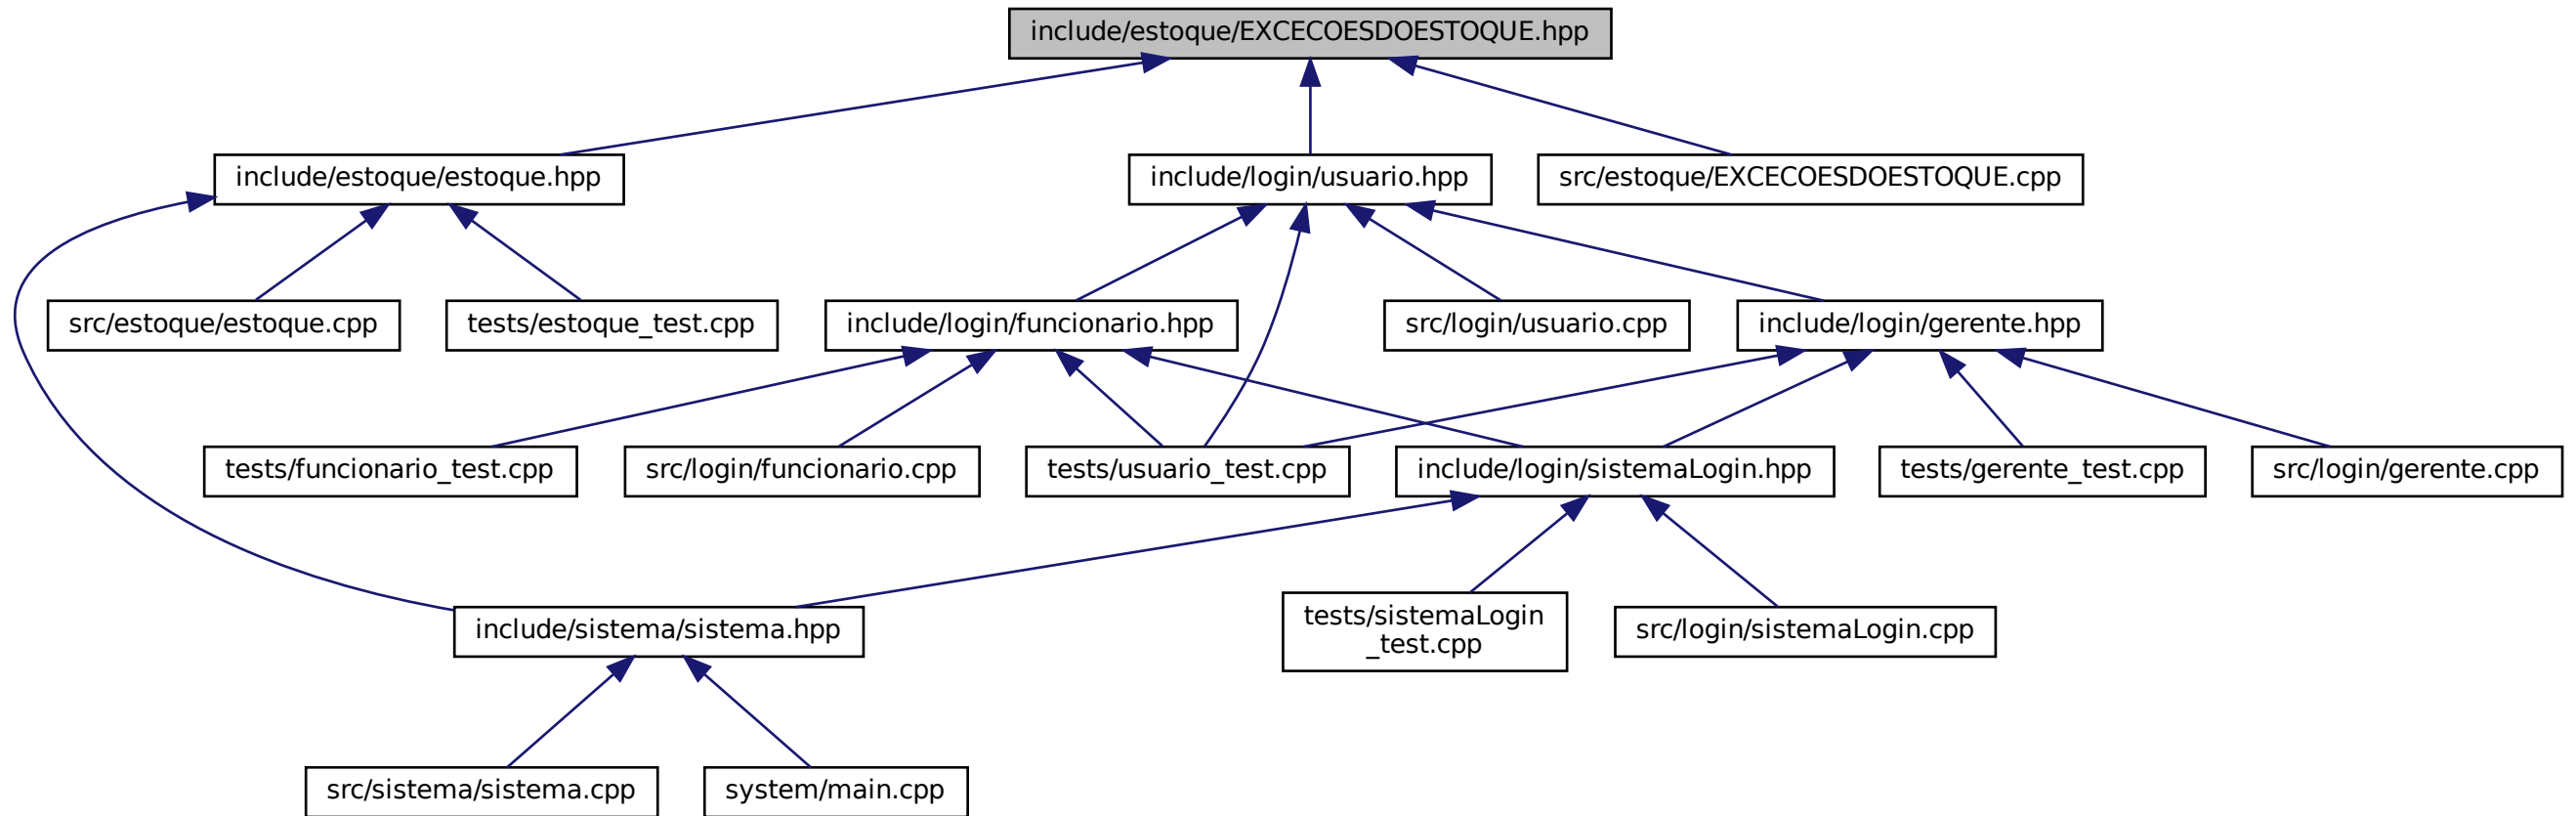 include/estoque/EXCECOESDOESTOQUE.hpp
include/estoque/estoque.hpp
include/login/usuario.hpp
src/estoque/EXCECOESDOESTOQUE.cpp
src/estoque/estoque.cpp
tests/estoque_test.cpp
include/login/funcionario.hpp
src/login/usuario.cpp
include/login/gerente.hpp
tests/funcionario_test.cpp
src/login/funcionario.cpp
tests/usuario_test.cpp
include/login/sistemaLogin.hpp
tests/gerente_test.cpp
src/login/gerente.cpp
include/sistema/sistema.hpp
tests/sistemaLogin
_test.cpp
src/login/sistemaLogin.cpp
src/sistema/sistema.cpp
system/main.cpp